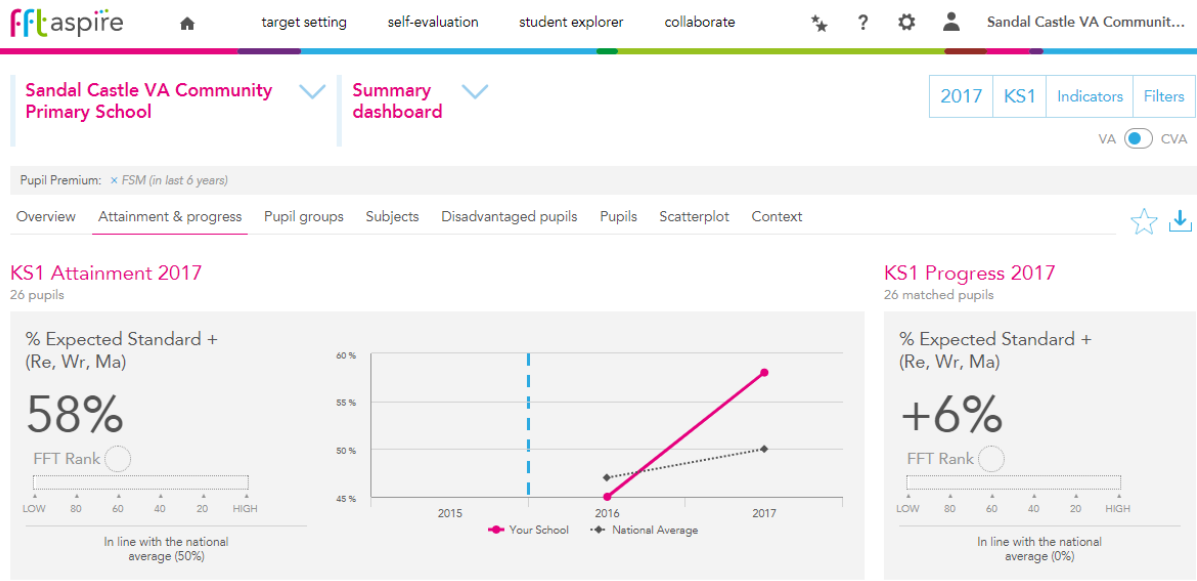 fft aspire
target setting
self-evaluation
student explorer
collaborate
?
Sandal Castle VA Communit...
Sandal Castle VA Community
Primary School
Summary
dashboard
2017
KS1
Indicators
Filters
VA
CVA
Pupil Premium: × FSM (in last 6 years)
Overview
Attainment & progress
Pupil groups
Subjects
Disadvantaged pupils
Pupils
Scatterplot
Context
KS1 Attainment 2017
26 pupils
% Expected Standard +
(Re, Wr, Ma)
58%
FFT Rank
LOW 80 60 40 20 HIGH
In line with the national
average (50%)
60 %
55 %
50 %
45 %
2015 2016 2017
Your School
National Average
KS1 Progress 2017
26 matched pupils
% Expected Standard +
(Re, Wr, Ma)
+6%
FFT Rank
LOW 80 60 40 20 HIGH
In line with the national
average (0%)